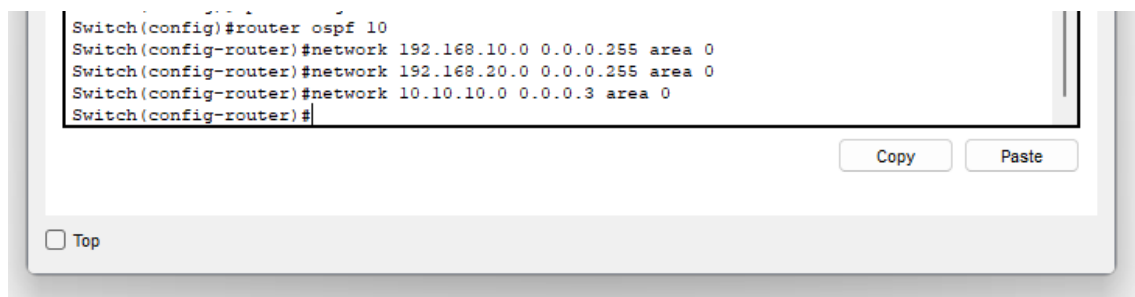 Switch(config)#router ospf 10
Switch(config-router)#network 192.168.10.0 0.0.0.255 area 0
Switch(config-router)#network 192.168.20.0 0.0.0.255 area 0
Switch(config-router)#network 10.10.10.0 0.0.0.3 area 0
Switch(config-router)#
Copy Paste
Top